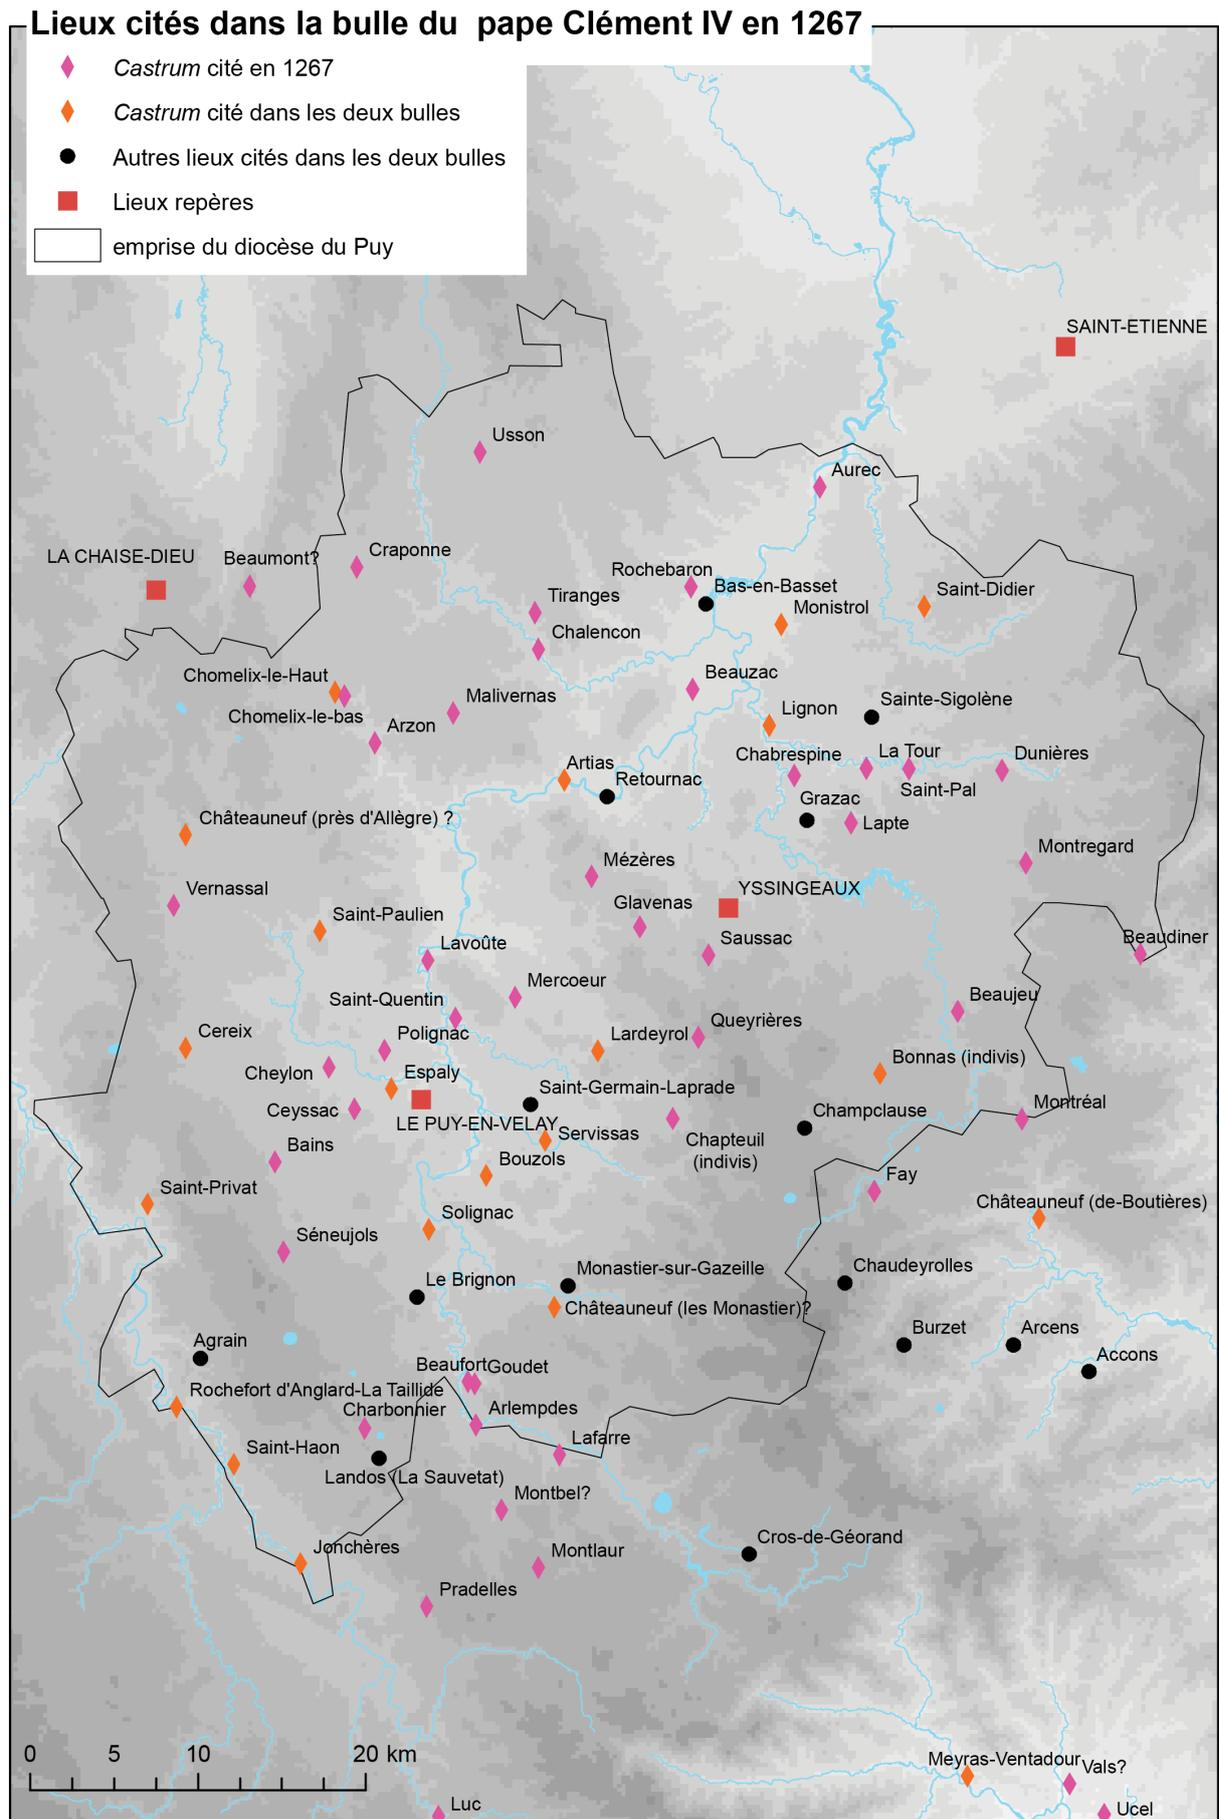 Lieux cités dans la bulle du pape Clément IV en 1267
Castrum cité en 1267
Castrum cité dans les deux bulles
Autres lieux cités dans les deux bulles
Lieux repères
emprise du diocèse du Puy
SAINT-ETIENNE
Usson
Aurec
LA CHAISE-DIEU
Beaumont?
Craponne
Rochebaron
Bas-en-Basset
Tiranges
Monistrol
Saint-Didier
Chalencon
Chomelix-le-Haut
Beauzac
Malivernas
Sainte-Sigolène
Chomelix-le-bas
Arzon
Lignon
Artias
Chabrespine
La Tour
Dunières
Retournac
Saint-Pal
Grazac
Châteauneuf (près d'Allègre) ?
Lapte
Montregard
Mézères
Vernassal
YSSINGEAUX
Glavenas
Saint-Paulien
Lavoûte
Saussac
Beaudiner
Mercoeur
Saint-Quentin
Beaujeu
Cereix
Polignac
Lardeyrol
Queyrières
Bonnas (indivis)
Cheylon
Espaly
Saint-Germain-Laprade
Ceyssac
Champclause
Montréal
LE PUY-EN-VELAY
Servissas
Chapteuil
(indivis)
Bains
Bouzols
Saint-Privat
Fay
Châteauneuf (de-Boutières)
Solignac
Séneujols
Monastier-sur-Gazeille
Chaudeyrolles
Le Brignon
Châteauneuf (les Monastier)?
Agrain
Burzet
Arcens
Accons
Beaufort
Goudet
Rochefort d'Anglard-La Taillide
Charbonnier
Arlempdes
Saint-Haon
Lafarre
Landos (La Sauvetat)
Montbel?
Cros-de-Géorand
Jonchères
Montlaur
Pradelles
0 5 10 20 km
Meyras-Ventadour
Vals?
Luc
Ucel